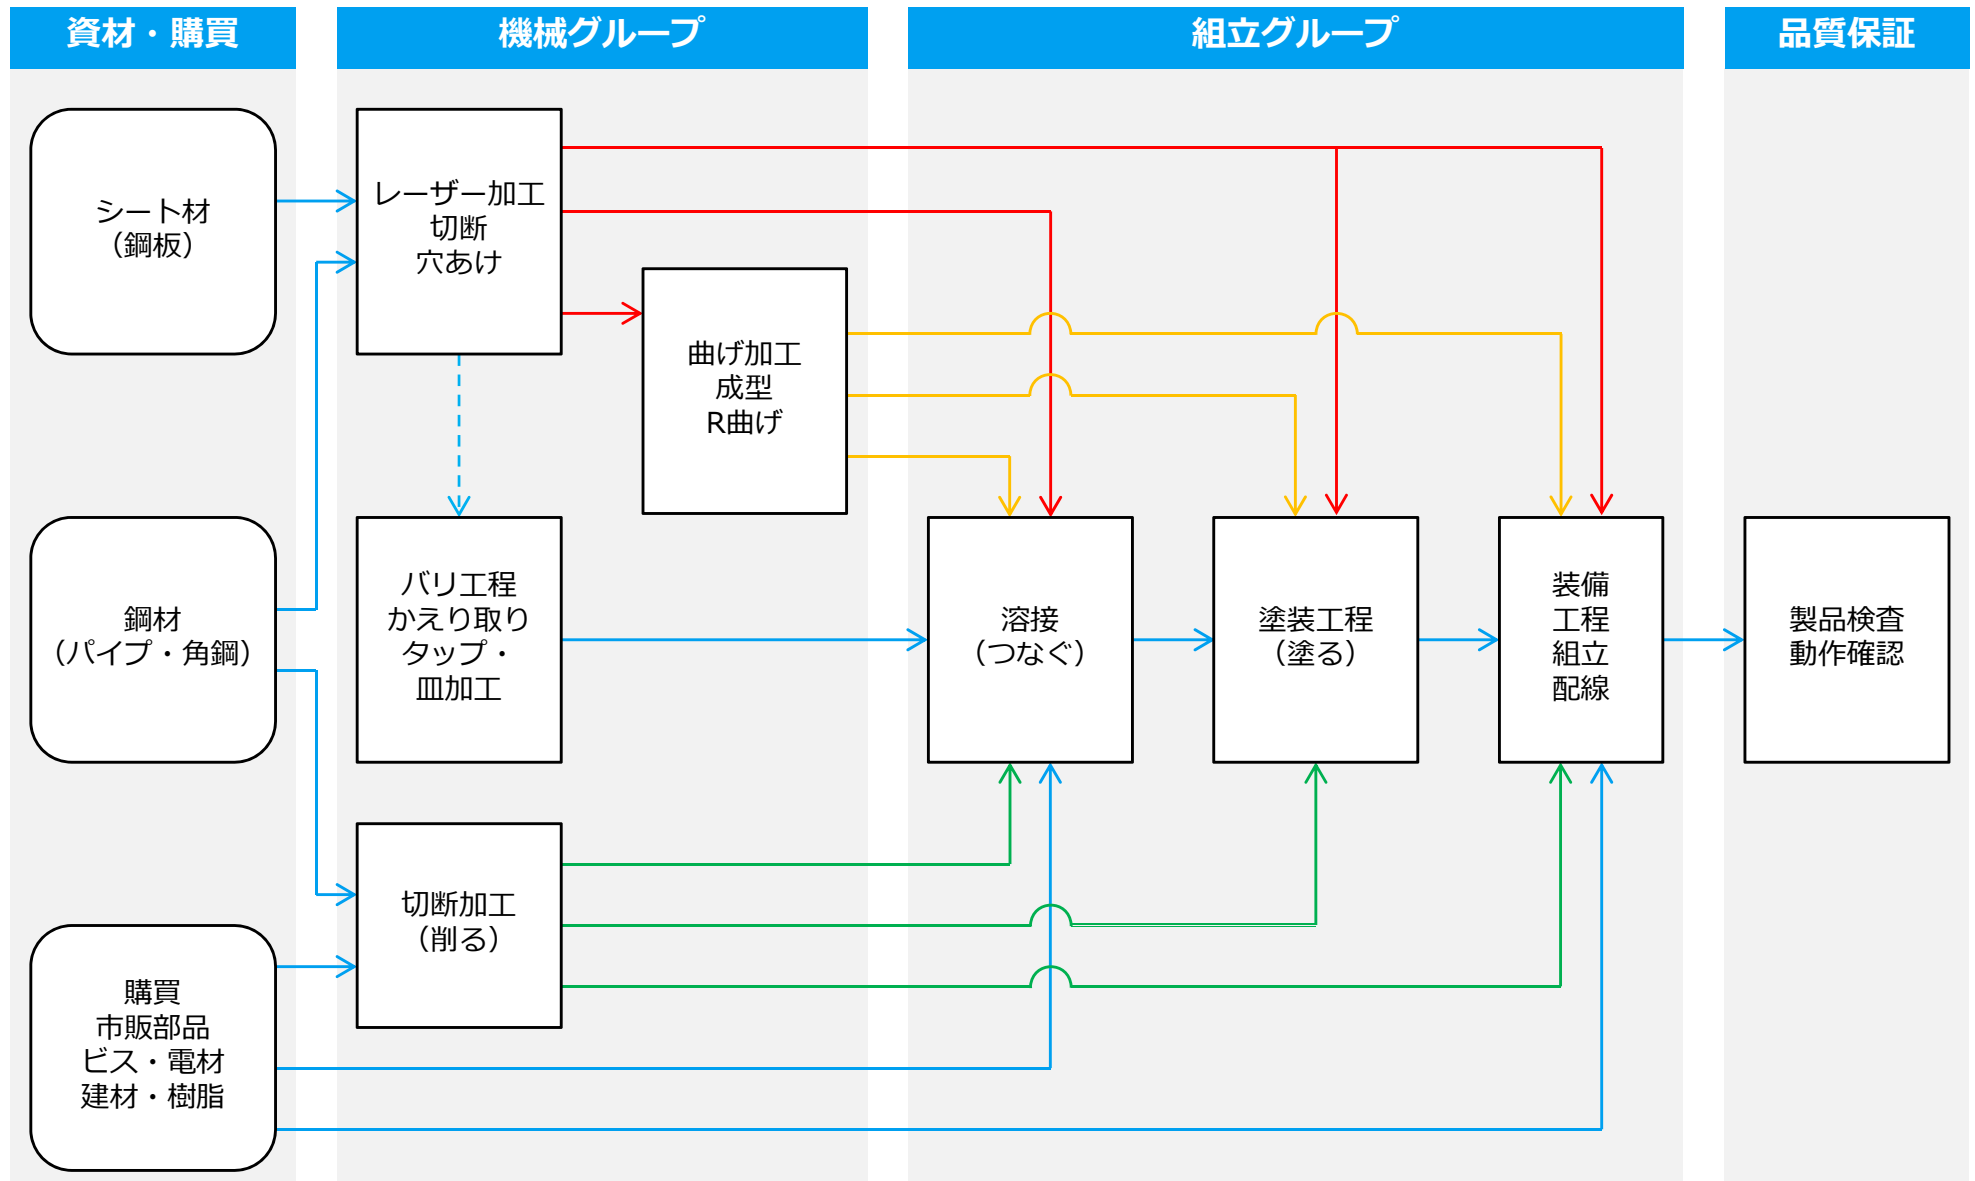 資材・購買
機械グループ
組立グループ
品質保証
シート材
（鋼板）
レーザー加工
切断
穴あけ
曲げ加工
成型
R曲げ
鋼材
（パイプ・角鋼）
バリ工程
かえり取り
タップ・
皿加工
溶接
（つなぐ）
塗装工程
（塗る）
装備
工程
組立
配線
製品検査
動作確認
切断加工
（削る）
購買
市販部品
ビス・電材
建材・樹脂